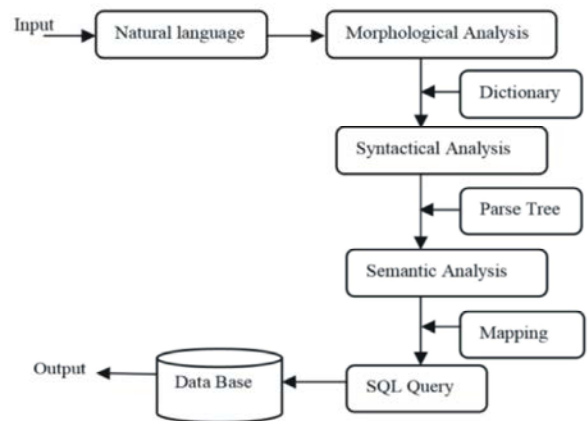 Input
Natural language
Morphological Analysis
Dictionary
Syntactical Analysis
Parse Tree
Semantic Analysis
Mapping
SQL Query
Data Base
Output